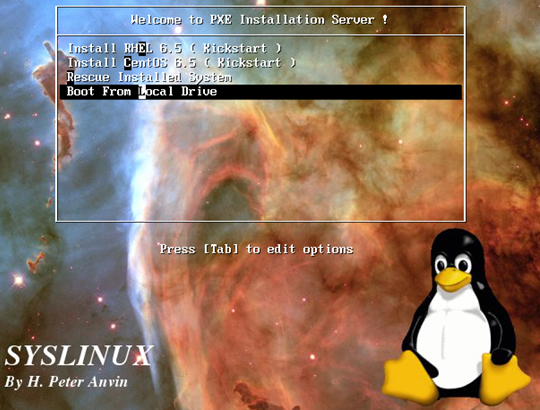 Welcome to PXE Installation Server !
Install RHEL 6.5 ( Kickstart )
Install CentOS 6.5 ( Kickstart )
Rescue Installed System
Boot From Local Drive
Press [Tab] to edit options
SYSLINUX
By H. Peter Anvin